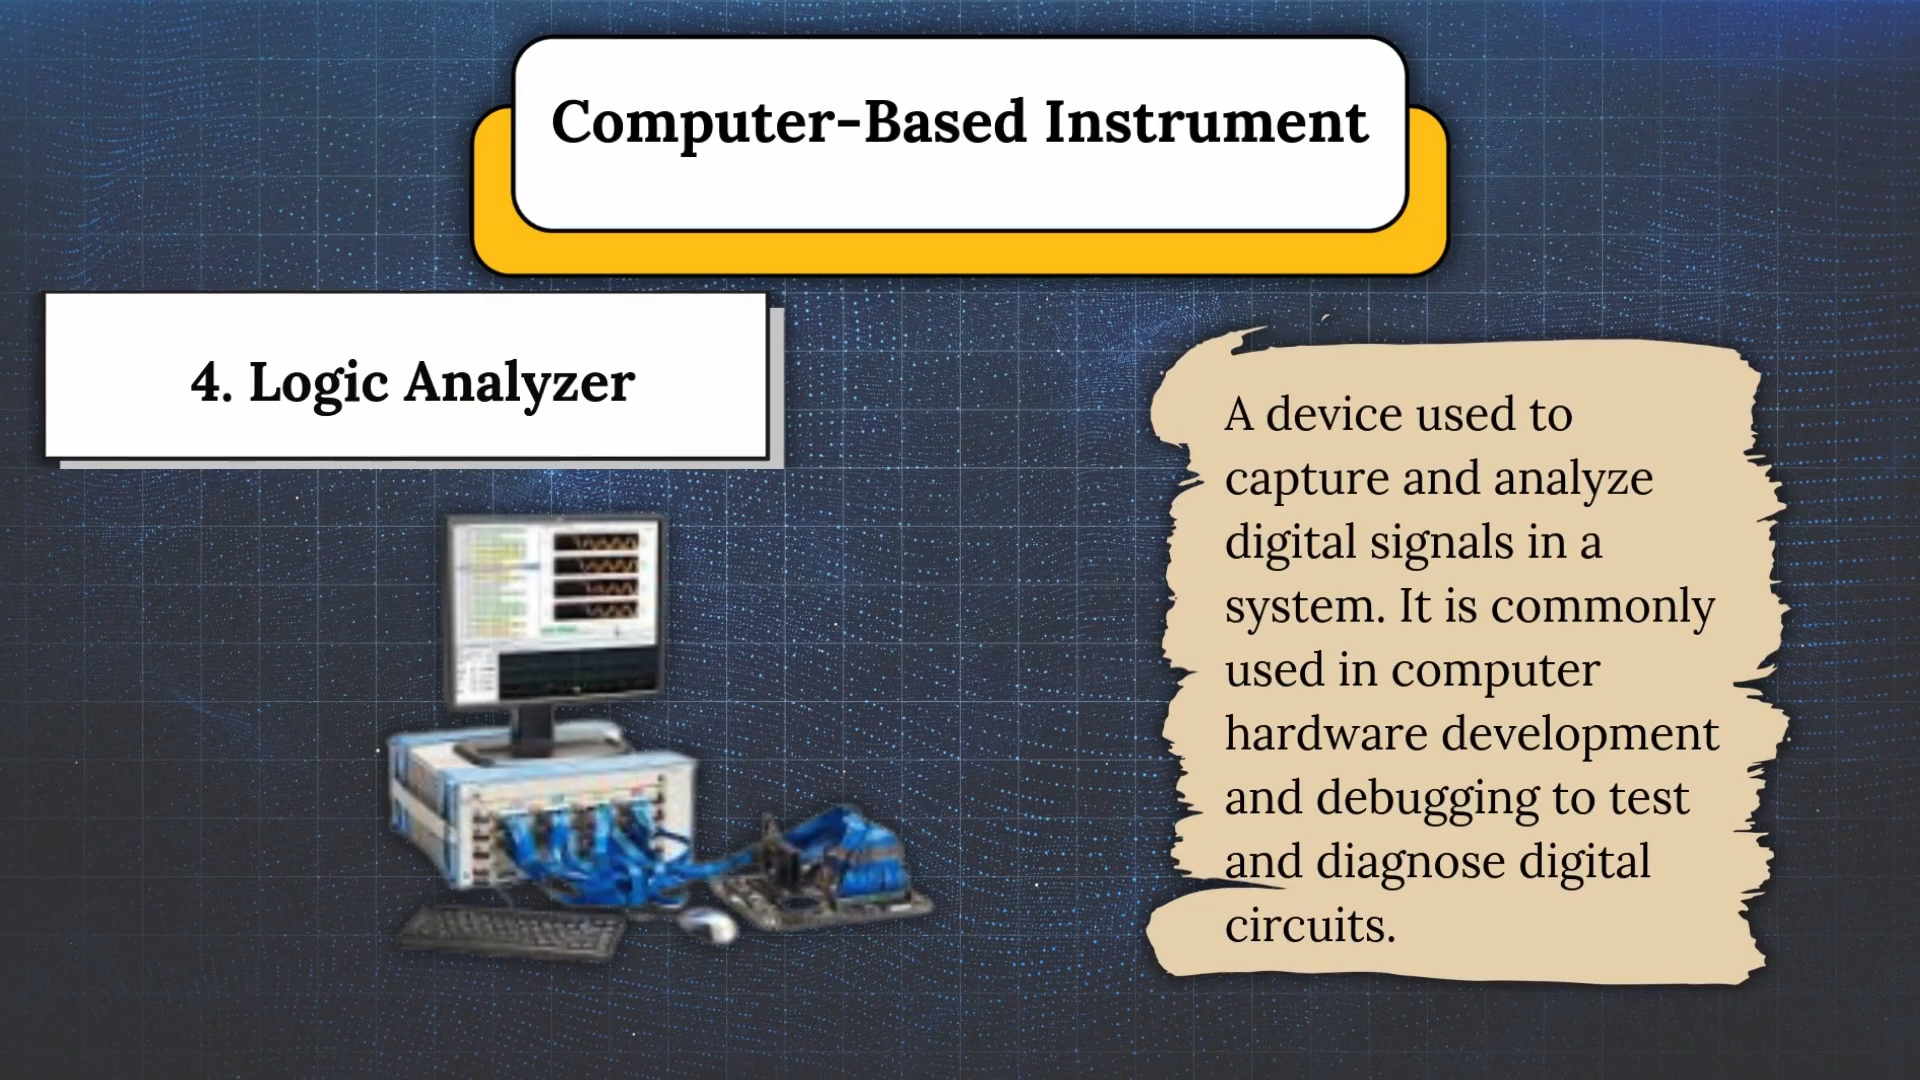 Computer-Based Instrument
4. Logic Analyzer
A device used to
capture and analyze
digital signals in a
system. It is commonly
used in computer
hardware development
and debugging to test
and diagnose digital
circuits.